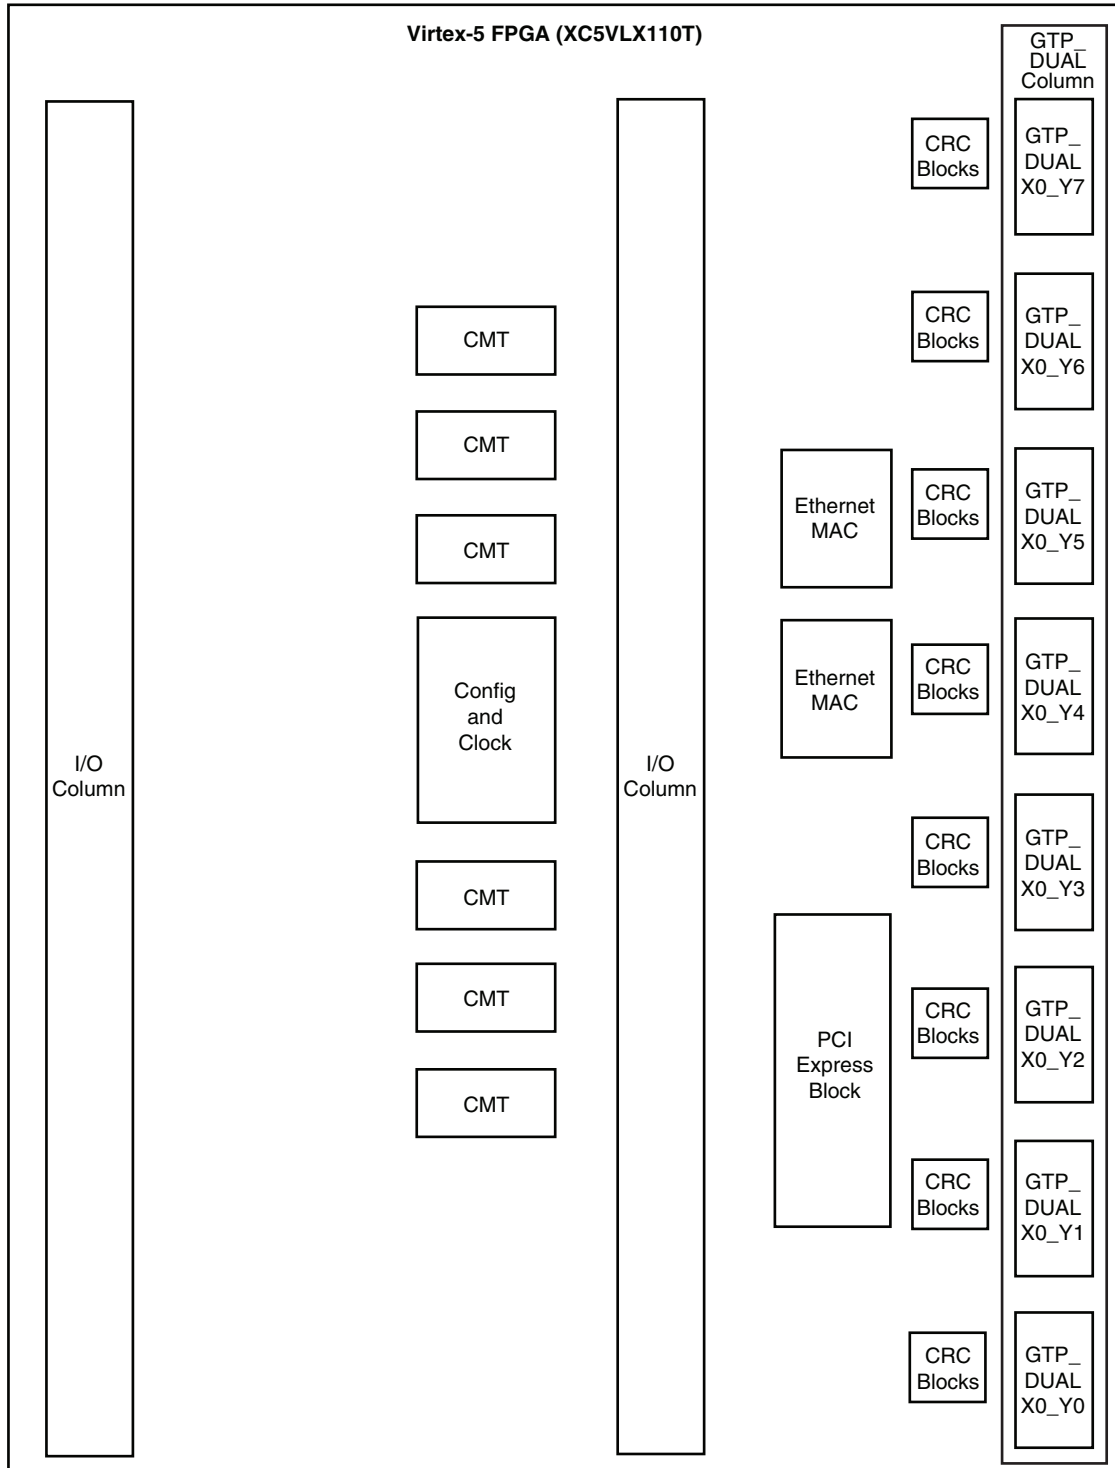 Virtex-5 FPGA (XC5VLX110T)
GTP_
DUAL
Column
CRC
Blocks
GTP_
DUAL
X0_Y7
CMT
CRC
Blocks
GTP_
DUAL
X0_Y6
CMT
Ethernet
MAC
CRC
Blocks
GTP_
DUAL
X0_Y5
CMT
Config
and
Clock
Ethernet
MAC
CRC
Blocks
GTP_
DUAL
X0_Y4
I/O
Column
I/O
Column
CRC
Blocks
GTP_
DUAL
X0_Y3
CMT
CMT
PCI
Express
Block
CRC
Blocks
GTP_
DUAL
X0_Y2
CMT
CRC
Blocks
GTP_
DUAL
X0_Y1
CRC
Blocks
GTP_
DUAL
X0_Y0